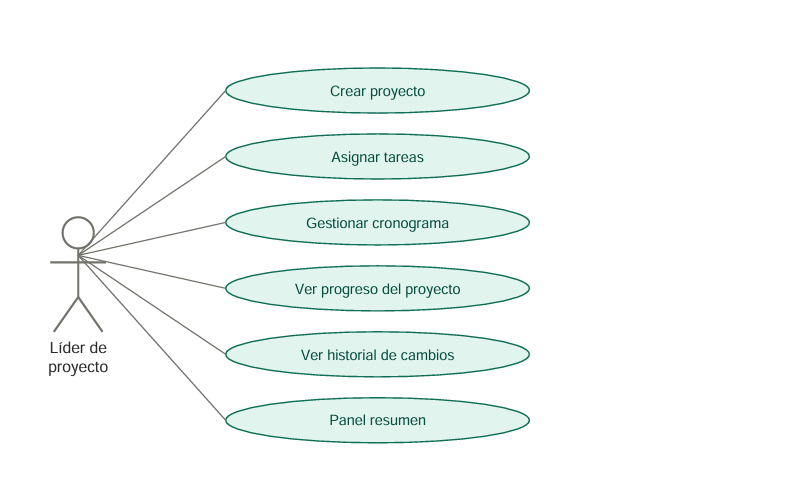 Crear proyecto
Asignar tareas
Gestionar cronograma
Ver progreso del proyecto
Líder de
proyecto
Ver historial de cambios
Panel resumen